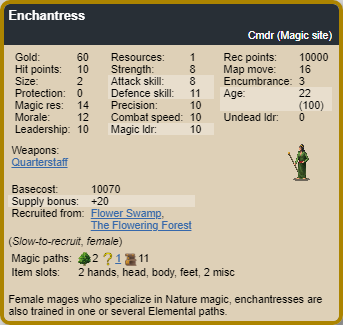 Enchantress
Cmdr (Magic site)
Gold: 60 Resources: 1 Rec points: 10000
Hit points: 10 Strength: 8 Map move: 16
Size: 2 Attack skill: 8 Encumbrance: 3
Protection: 0 Defence skill: 11 Age: 22
Magic res: 14 Precision: 10 (100)
Morale: 12 Combat speed: 10 Undead ldr: 0
Leadership: 10 Magic ldr: 10
Weapons:
Quarterstaff
Basecost: 10070
Supply bonus: +20
Recruited from: Flower Swamp,
The Flowering Forest
(Slow-to-recruit, female)
Magic paths: 2 ? 1 11
Item slots: 2 hands, head, body, feet, 2 misc
Female mages who specialize in Nature magic, enchantresses are
also trained in one or several Elemental paths.